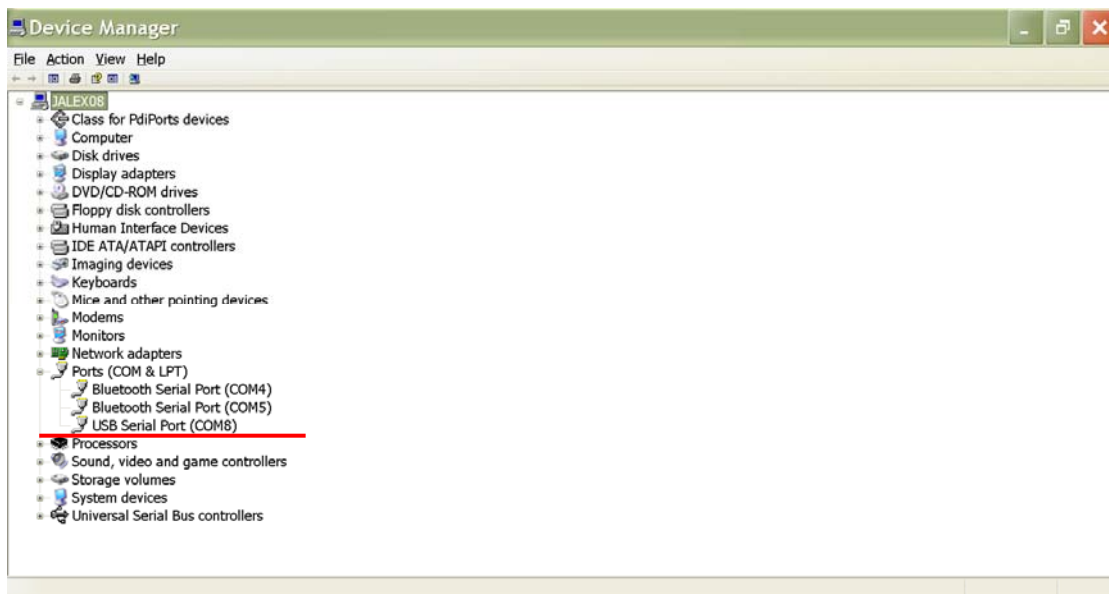 Device Manager
File Action View Help
JALEX08
Class for PdiPorts devices
Computer
Disk drives
Display adapters
DVD/CD-ROM drives
Floppy disk controllers
Human Interface Devices
IDE ATA/ATAPI controllers
Imaging devices
Keyboards
Mice and other pointing devices
Modems
Monitors
Network adapters
Ports (COM & LPT)
Bluetooth Serial Port (COM4)
Bluetooth Serial Port (COM5)
USB Serial Port (COM8)
Processors
Sound, video and game controllers
Storage volumes
System devices
Universal Serial Bus controllers